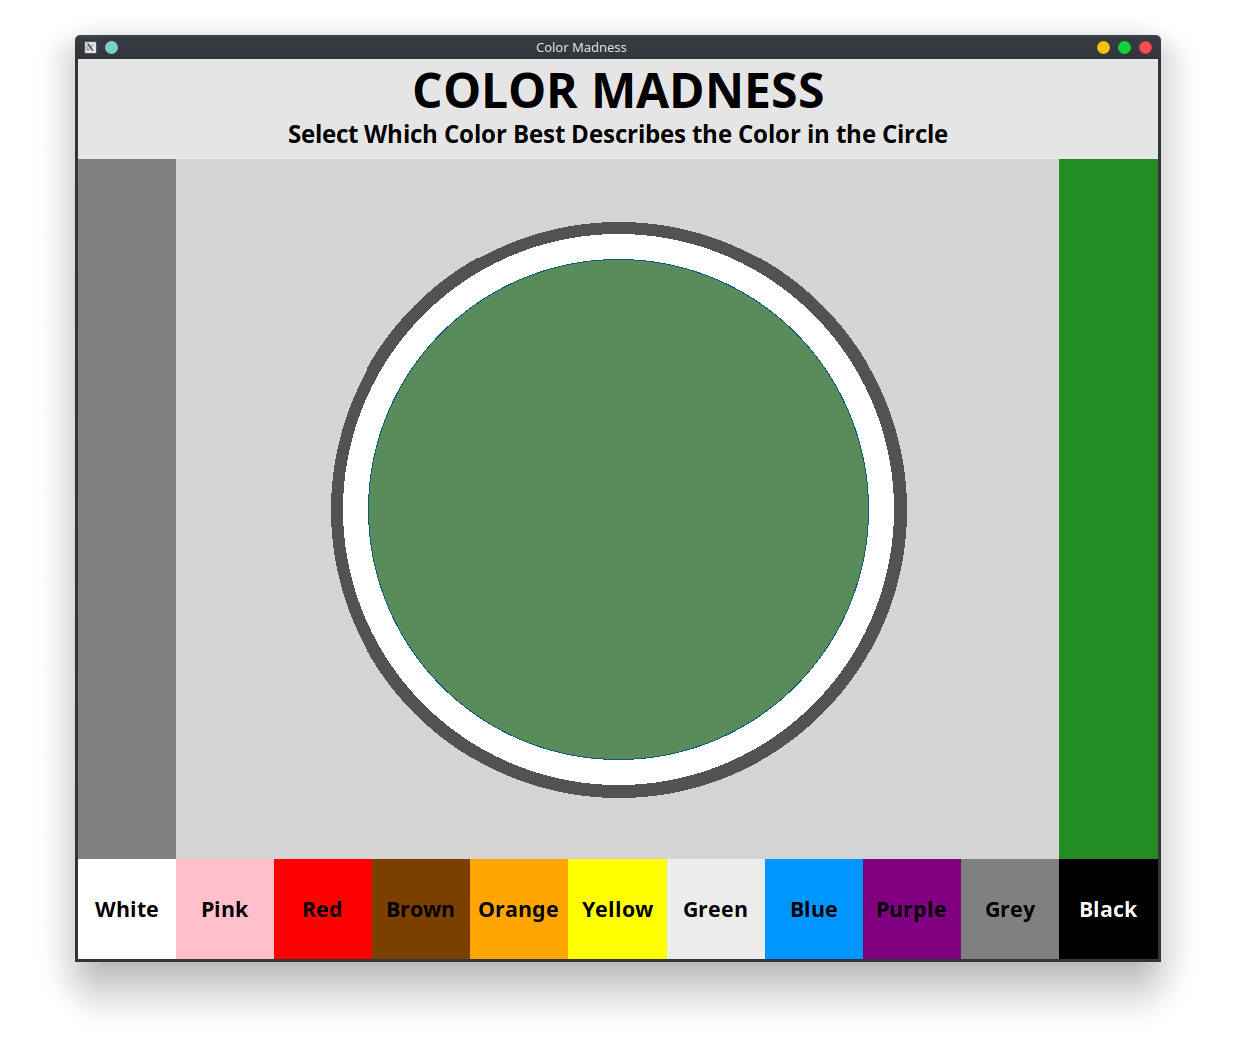 Color Madness
COLOR MADNESS
Select Which Color Best Describes the Color in the Circle
White Pink Red Brown Orange Yellow Green Blue Purple Grey Black